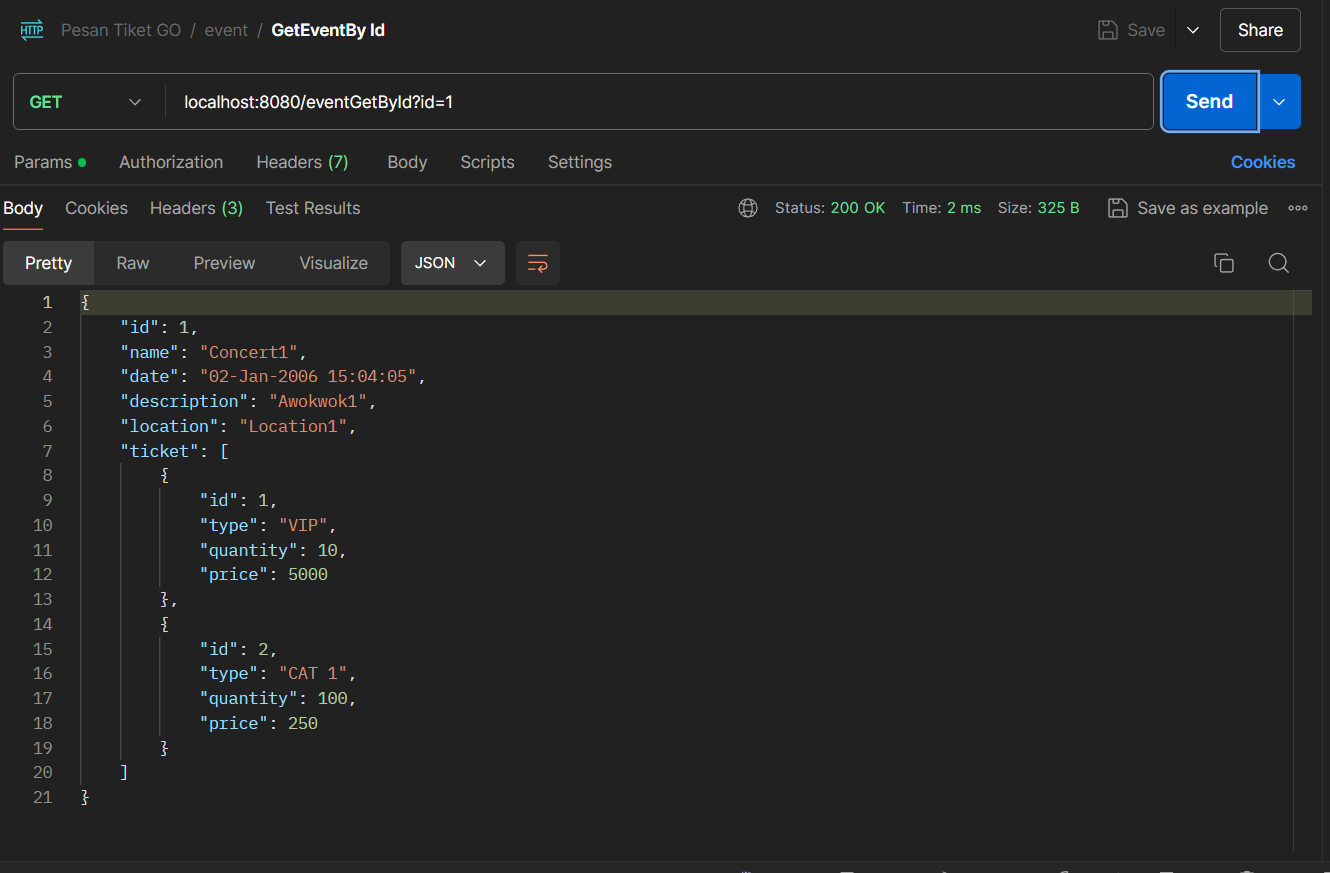 HTTP Pesan Tiket GO / event / GetEventBy Id Save Share
GET localhost:8080/eventGetById?id=1 Send
Params Authorization Headers (7) Body Scripts Settings Cookies
Body Cookies Headers (3) Test Results Status: 200 OK Time: 2 ms Size: 325 B Save as example
Pretty Raw Preview Visualize JSON
1 {
2 "id": 1,
3 "name": "Concert1",
4 "date": "02-Jan-2006 15:04:05",
5 "description": "Awokwok1",
6 "location": "Location1",
7 "ticket": [
8 {
9 "id": 1,
10 "type": "VIP",
11 "quantity": 10,
12 "price": 5000
13 },
14 {
15 "id": 2,
16 "type": "CAT 1",
17 "quantity": 100,
18 "price": 250
19 }
20 ]
21 }